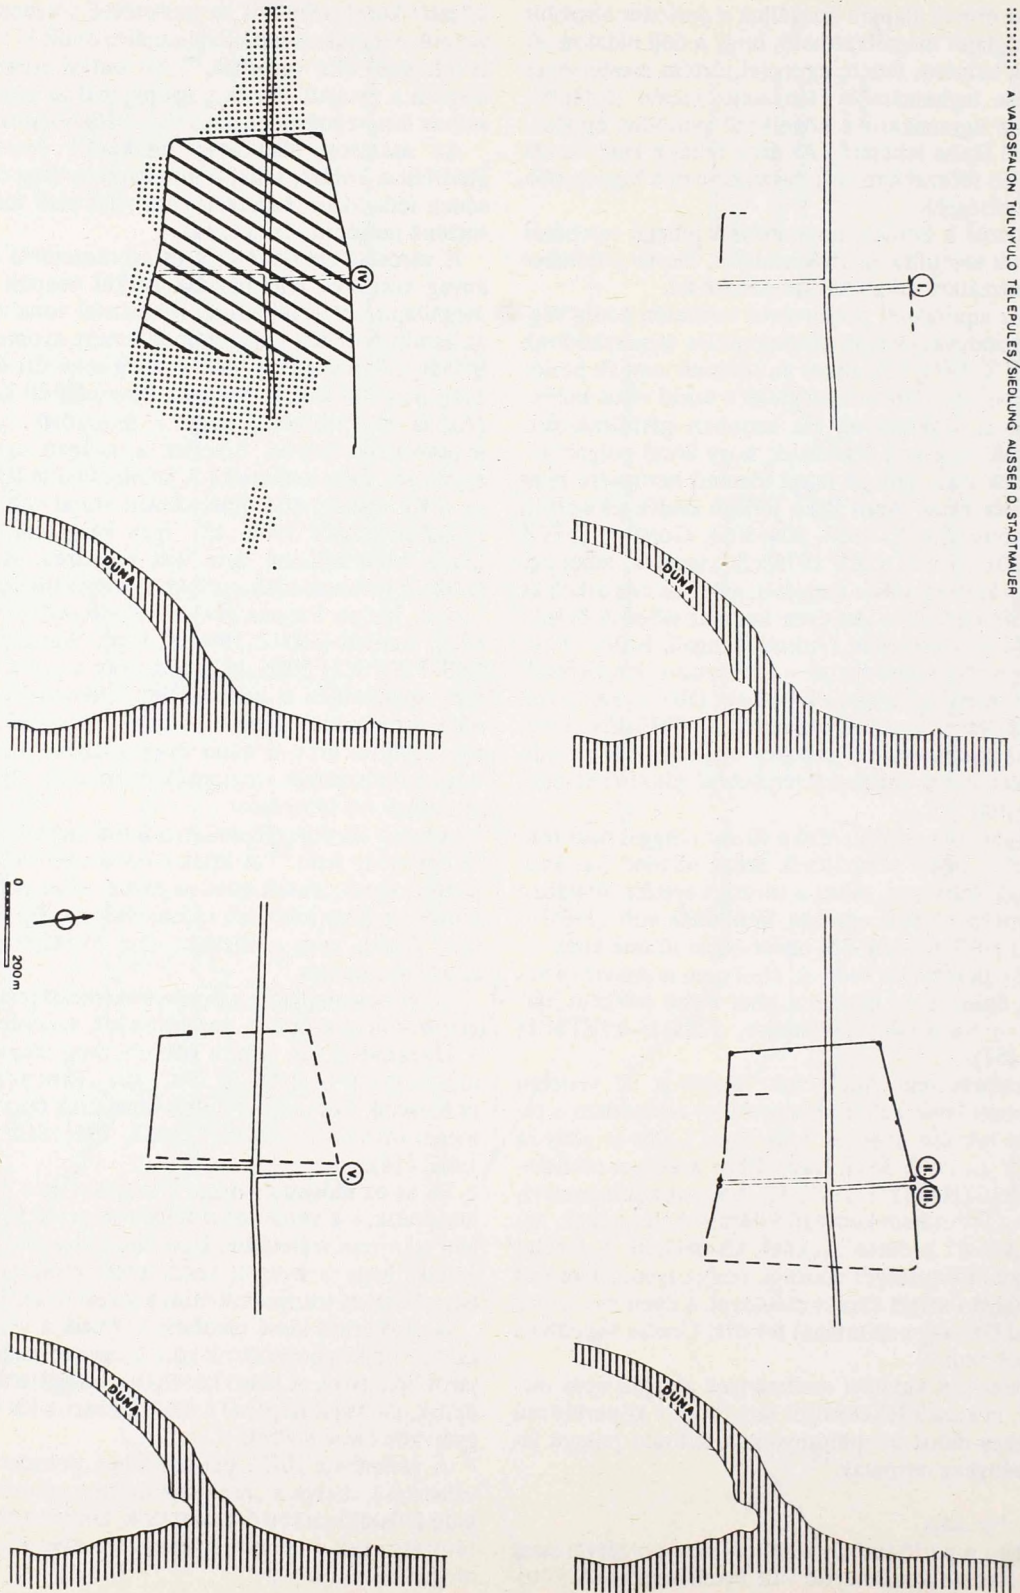 A VÁROSFALON TÚLNYÚLÓ TELEPÜLÉS/SIEDLUNG AUSSER D. STADTMAUER
I.
DUNA
II. III.
DUNA
IV.
DUNA
V.
DUNA
0 200m